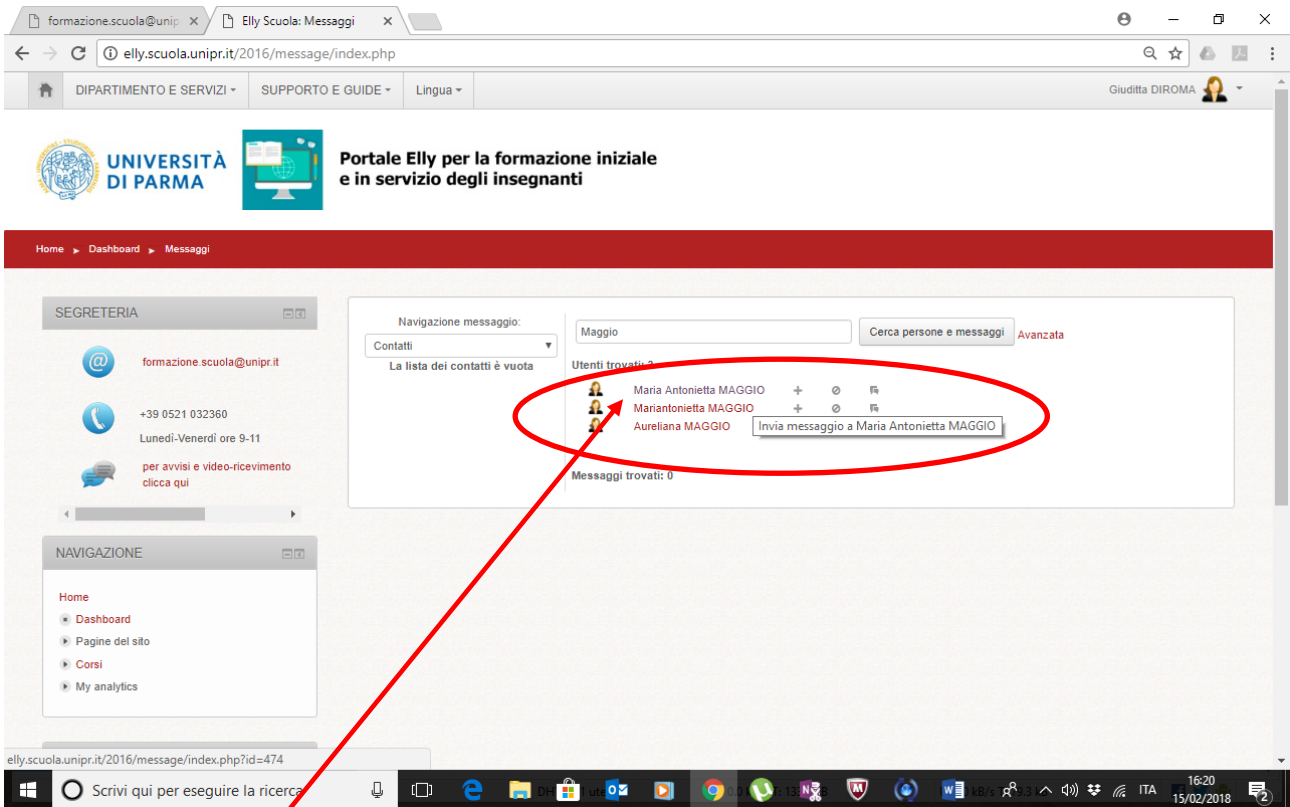 formazione.scuola@unip
Elly Scuola: Messaggi
elly.scuola.unipr.it/2016/message/index.php
DIPARTIMENTO E SERVIZI
SUPPORTO E GUIDE
Lingua
Giuditta DIROMA
UNIVERSITÀ
DI PARMA
Portale Elly per la formazione iniziale
e in servizio degli insegnanti
Home Dashboard Messaggi
SEGRETERIA
formazione.scuola@unipr.it
+39 0521 032360
Lunedì-Venerdì ore 9-11
per avvisi e video-ricevimento
clicca qui
NAVIGAZIONE
Home
Dashboard
Pagine del sito
Corsi
My analytics
Navigazione messaggio:
Contatti
La lista dei contatti è vuota
Maggio
Cerca persone e messaggi
Avanzata
Utenti trovati:
Maria Antonietta MAGGIO
Mariantonietta MAGGIO
Aureliana MAGGIO
Invia messaggio a Maria Antonietta MAGGIO
Messaggi trovati: 0
elly.scuola.unipr.it/2016/message/index.php?id=474
Scrivi qui per eseguire la ricerca
ITA
16:20
15/02/2018
2